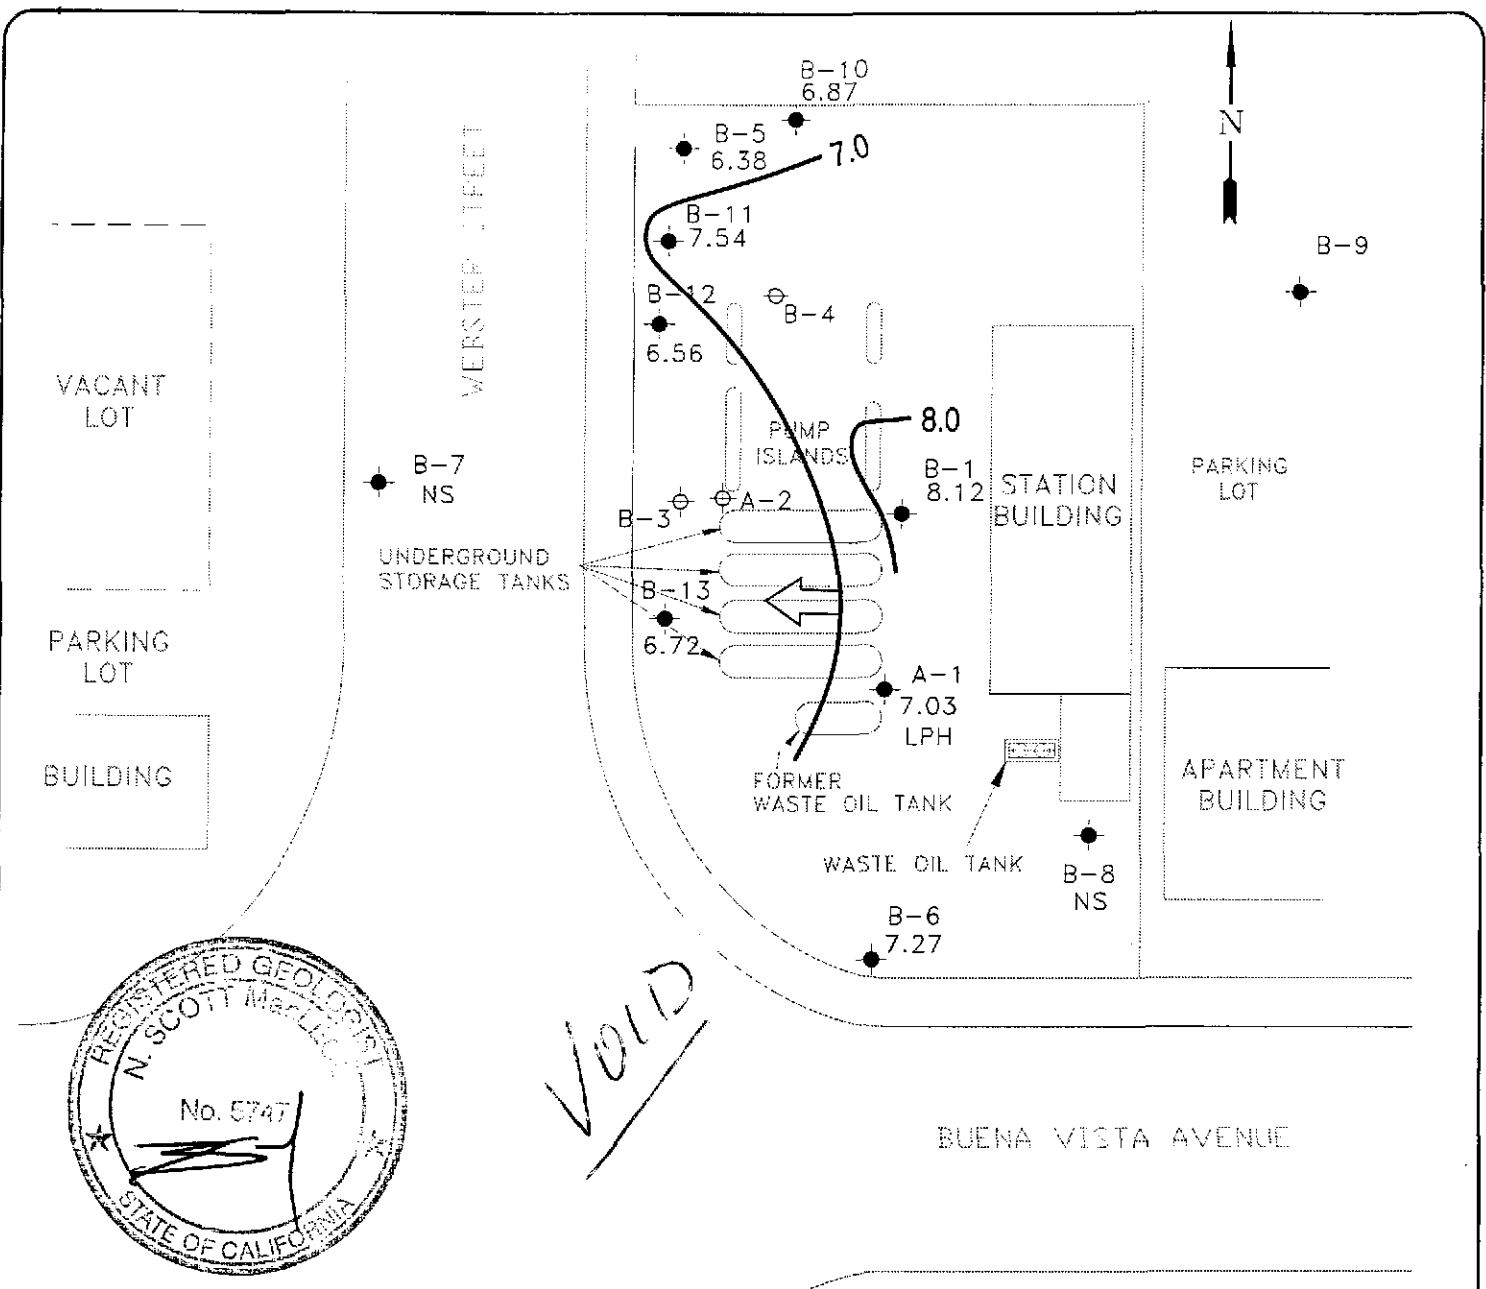 B-10
6.87
B-5
6.38
7.0
N
B-11
7.54
B-9
B-12
6.56
B-4
WEBSTER STREET
VACANT
LOT
8.0
PUMP
ISLANDS
B-7
NS
B-1
8.12
STATION
BUILDING
PARKING
LOT
B-3
A-2
UNDERGROUND
STORAGE TANKS
B-13
6.72
PARKING
LOT
A-1
7.03
LPH
BUILDING
FORMER
WASTE OIL TANK
APARTMENT
BUILDING
WASTE OIL TANK
B-8
NS
B-6
7.27
VOID
REGISTERED GEOLOGIST
N. SCOTT
No. 5747
STATE OF CALIFORNIA
BUENA VISTA AVENUE